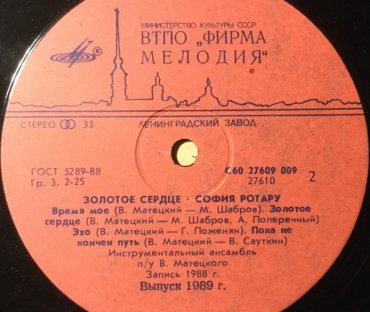 МИНИСТЕРСТВО КУЛЬТУРЫ СССР
ВТПО „ФИРМА
МЕЛОДИЯ“
СТЕРЕО 33
ЛЕНИНГРАДСКИЙ ЗАВОД
ГОСТ 5289-88
Гр. 3. 2-25
С60 27609 009
27610
2
ЗОЛОТОЕ СЕРДЦЕ · СОФИЯ РОТАРУ
Время мое (В. Матецкий — М. Шабров). Золотое
сердце (В. Матецкий — М. Шабров, А. Поперечный)
Эхо (В. Матецкий — Г. Поженян). Пока не
кончен путь (В. Матецкий — В. Сауткин)
Инструментальный ансамбль
п/у В. Матецкого
Запись 1988 г.
Выпуск 1989 г.